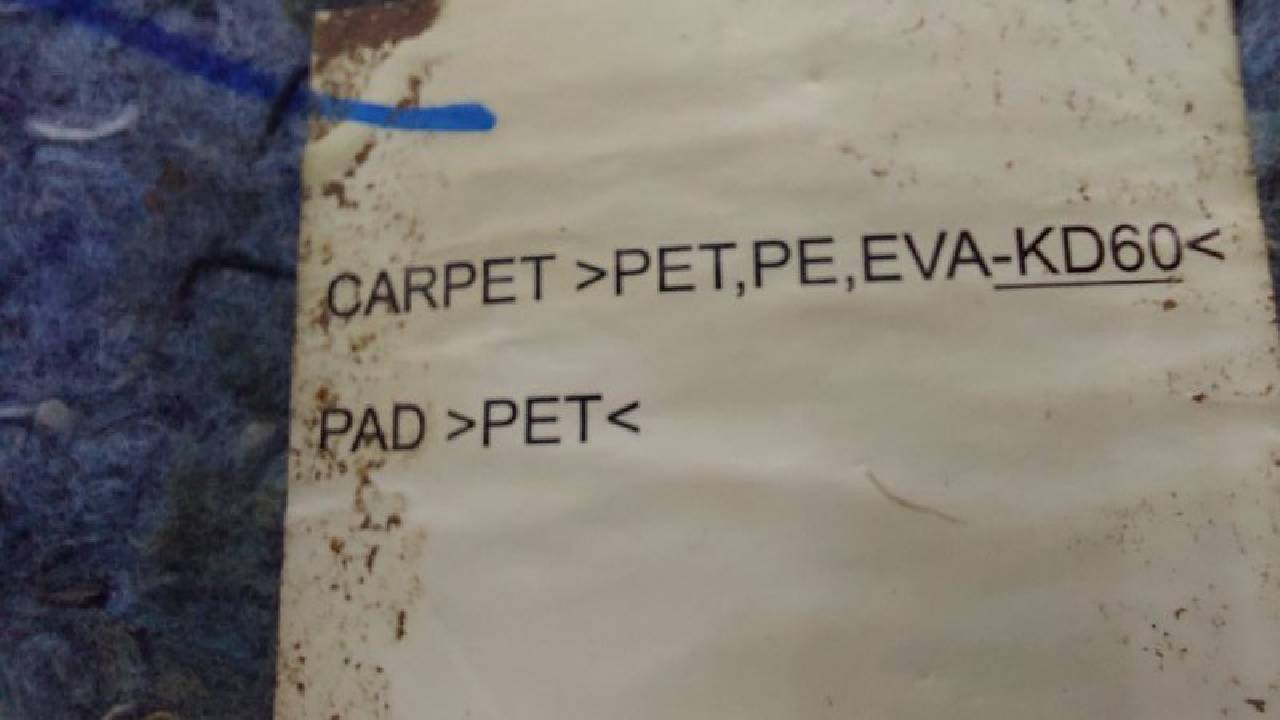 CARPET >PET,PE,EVA-KD60<
PAD >PET<